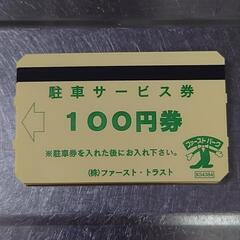 駐車サービス券
100円券
※駐車券を入れた後にお入れ下さい。
ファーストパーク
(株)ファースト・トラスト